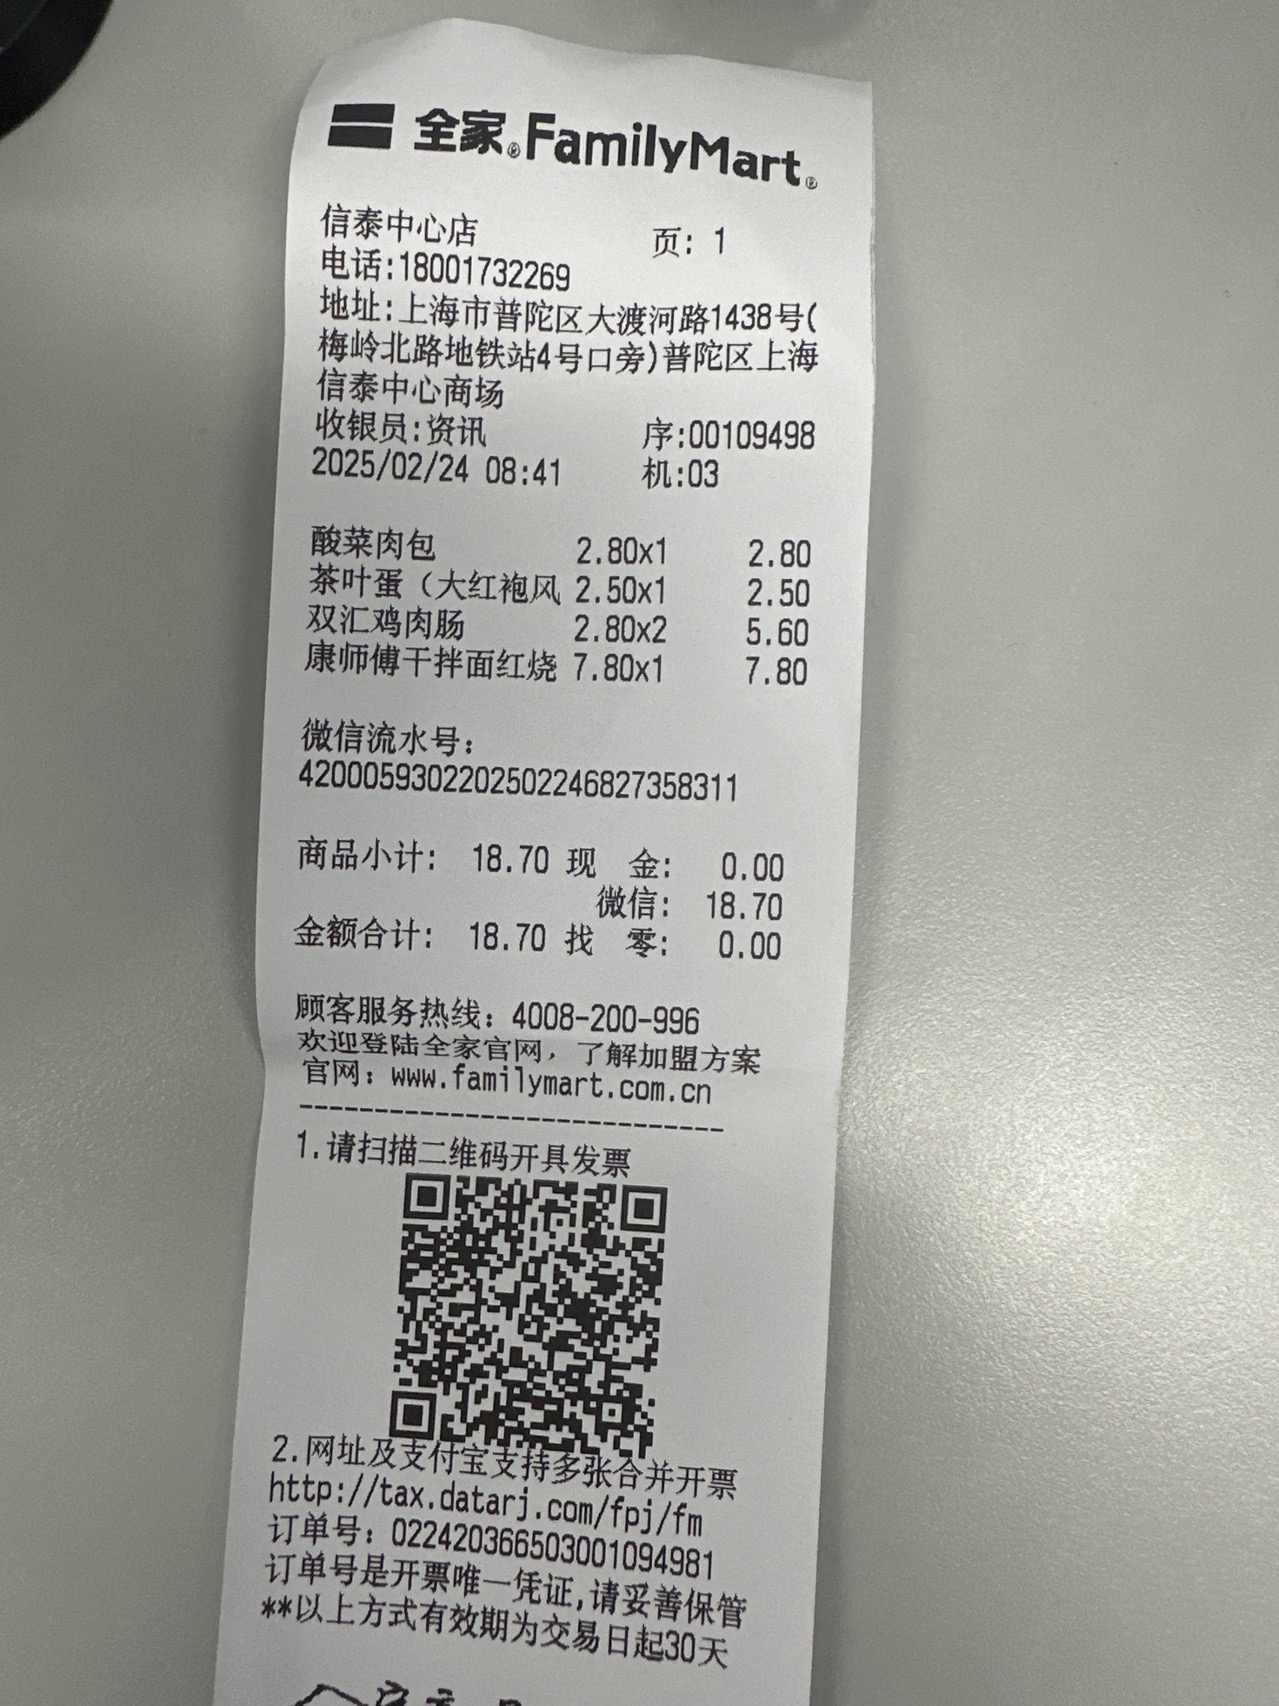 全家®FamilyMart®
信泰中心店 页: 1
电话:18001732269
地址:上海市普陀区大渡河路1438号(
梅岭北路地铁站4号口旁)普陀区上海
信泰中心商场
收银员:资讯 序:00109498
2025/02/24 08:41 机:03
酸菜肉包 2.80x1 2.80
茶叶蛋（大红袍风 2.50x1 2.50
双汇鸡肉肠 2.80x2 5.60
康师傅干拌面红烧 7.80x1 7.80
微信流水号:
4200059302202502246827358311
商品小计: 18.70 现 金: 0.00
微信: 18.70
金额合计: 18.70 找 零: 0.00
顾客服务热线: 4008-200-996
欢迎登陆全家官网，了解加盟方案
官网: www.familymart.com.cn
----------------------------
1.请扫描二维码开具发票
2.网址及支付宝支持多张合并开票
http://tax.datarj.com/fpj/fm
订单号: 022420366503001094981
订单号是开票唯一凭证,请妥善保管
**以上方式有效期为交易日起30天